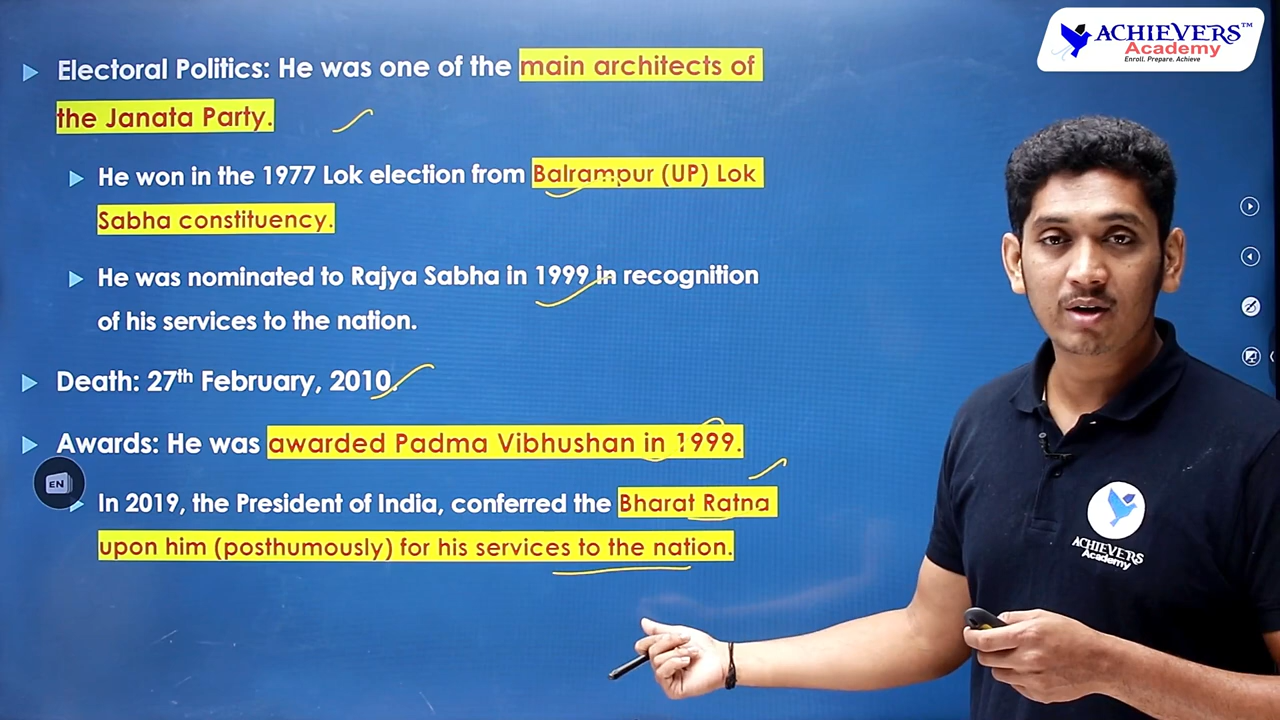 ACHIEVERS™
Academy
Enroll. Prepare. Achieve
Electoral Politics: He was one of the main architects of
the Janata Party.
He won in the 1977 Lok election from Balrampur (UP) Lok
Sabha constituency.
He was nominated to Rajya Sabha in 1999 in recognition
of his services to the nation.
Death: 27th February, 2010.
Awards: He was awarded Padma Vibhushan in 1999.
EN
In 2019, the President of India, conferred the Bharat Ratna
upon him (posthumously) for his services to the nation.
ACHIEVERS
Academy